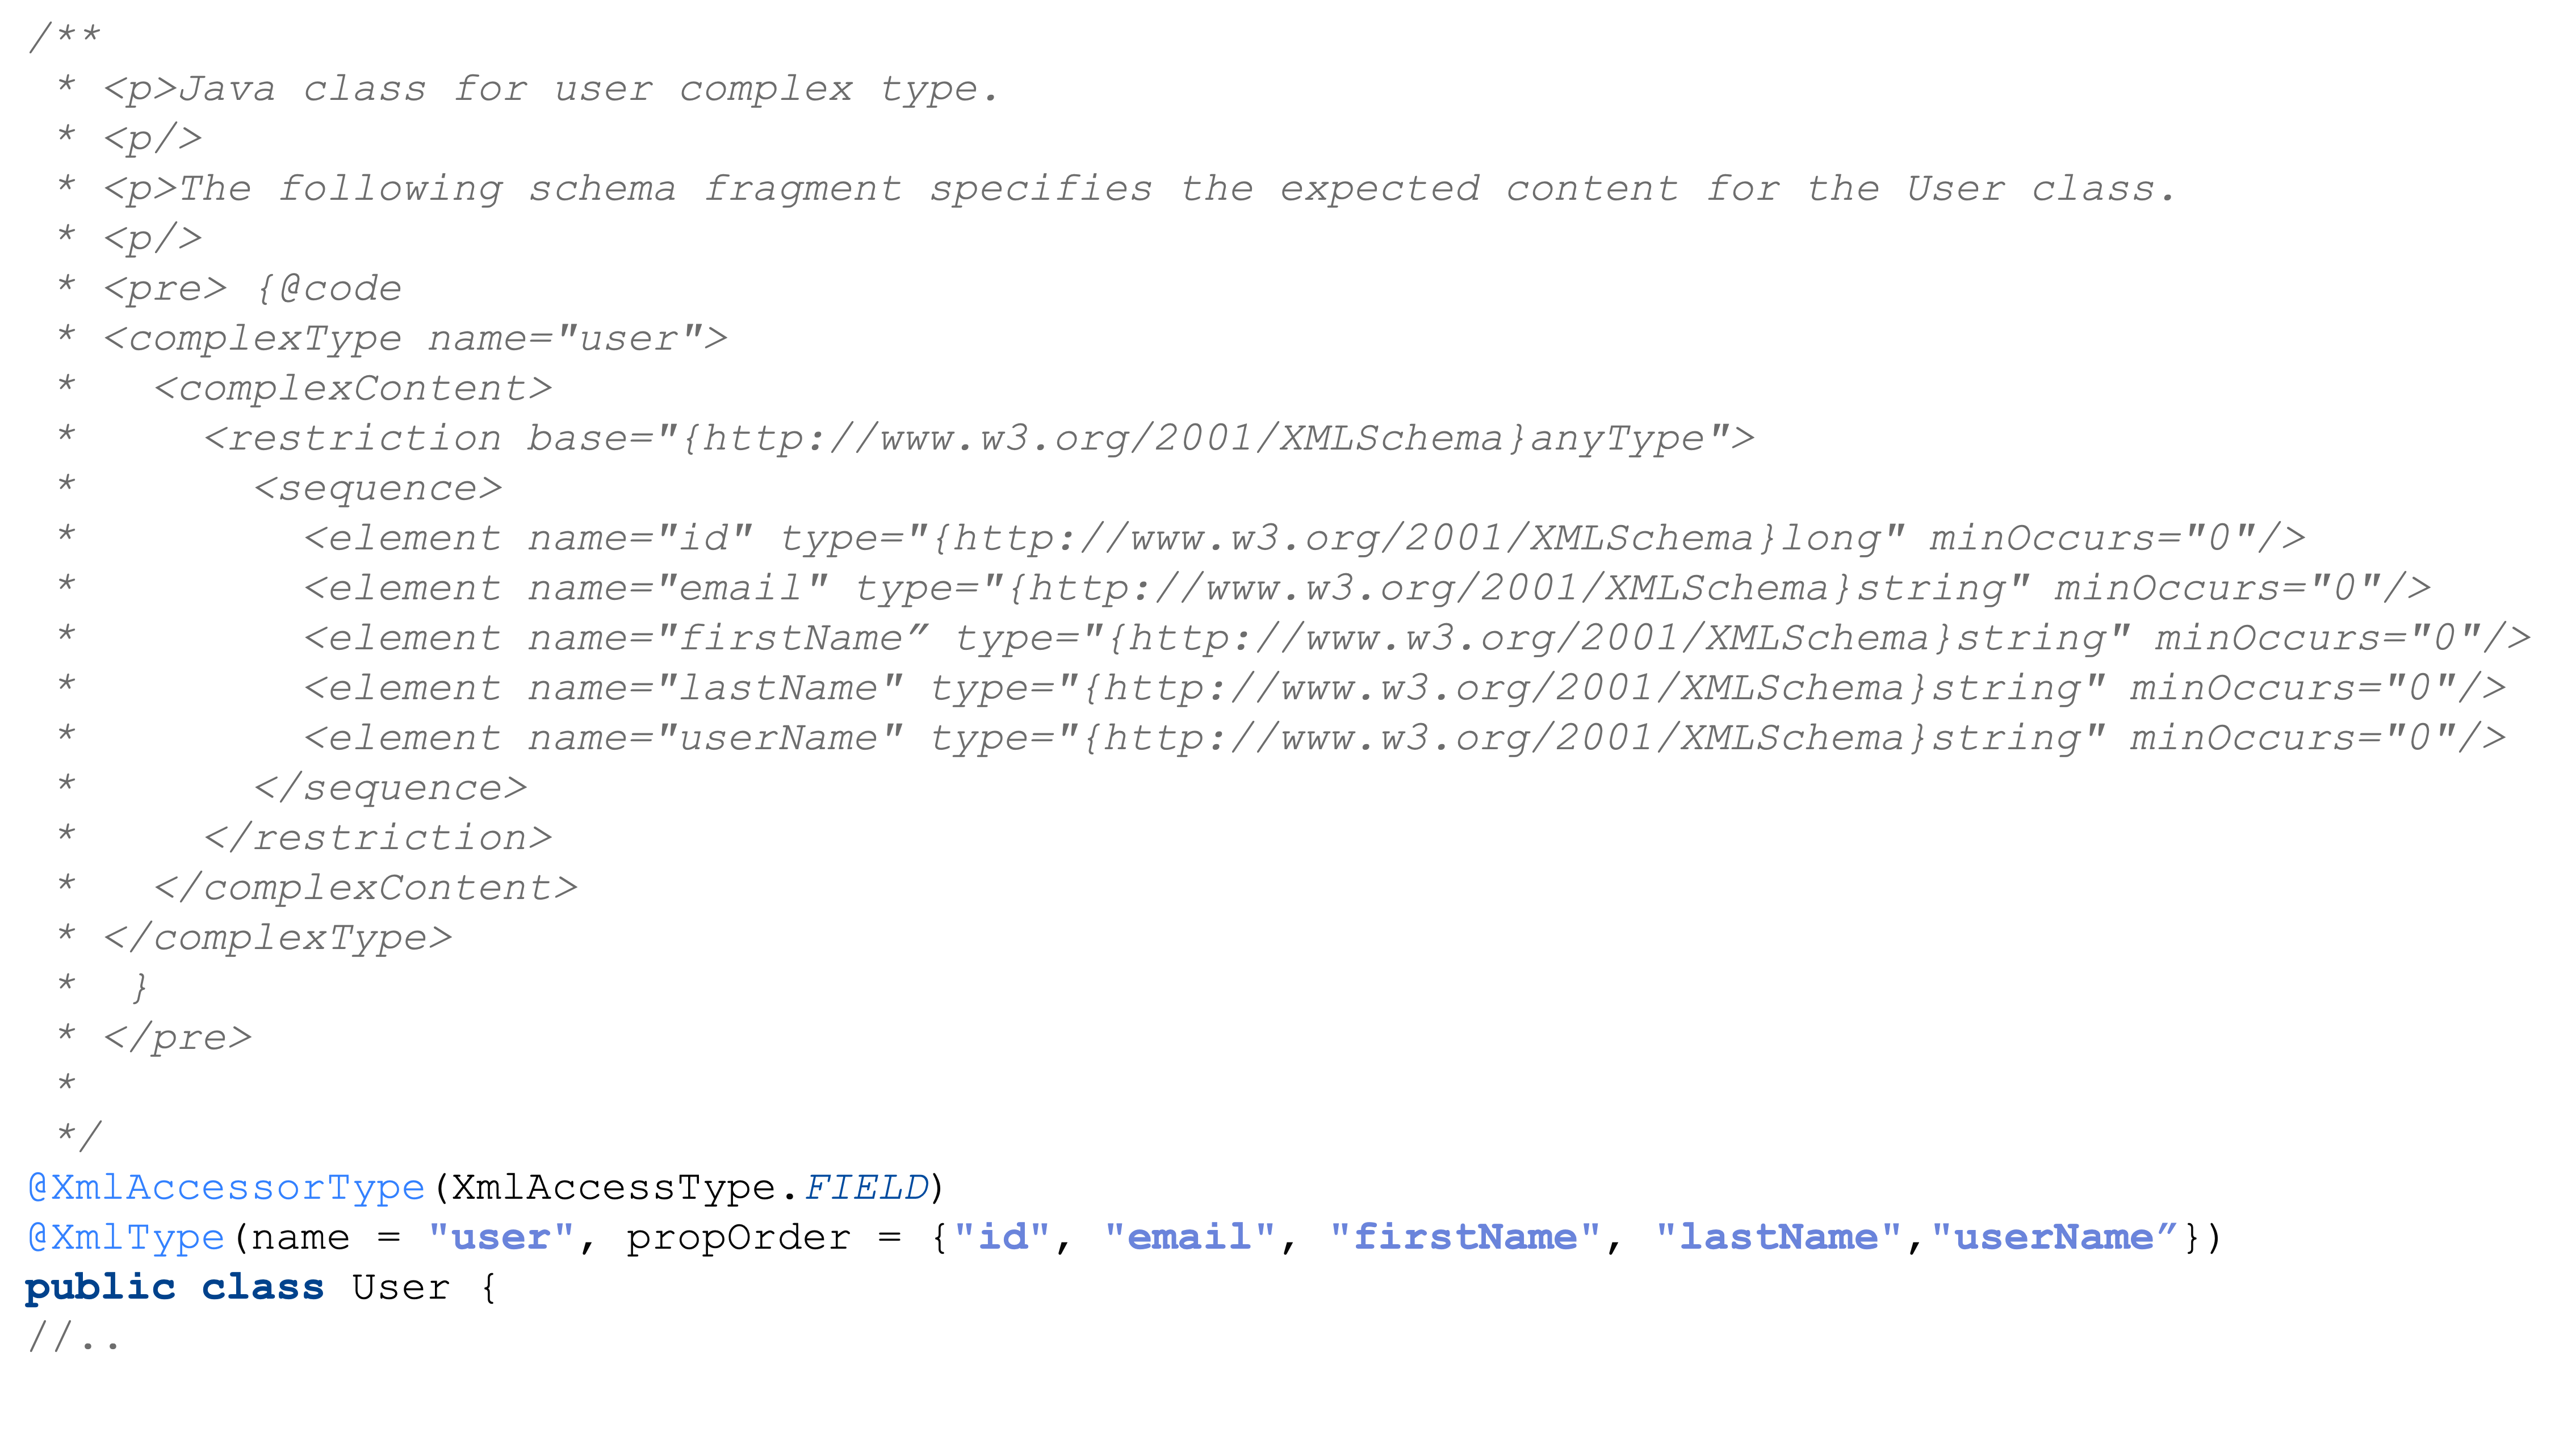 /**
 * <p>Java class for user complex type.
 * <p/>
 * <p>The following schema fragment specifies the expected content for the User class.
 * <p/>
 * <pre> {@code
 * <complexType name="user">
 *   <complexContent>
 *     <restriction base="{http://www.w3.org/2001/XMLSchema}anyType">
 *       <sequence>
 *         <element name="id" type="{http://www.w3.org/2001/XMLSchema}long" minOccurs="0"/>
 *         <element name="email" type="{http://www.w3.org/2001/XMLSchema}string" minOccurs="0"/>
 *         <element name="firstName” type="{http://www.w3.org/2001/XMLSchema}string" minOccurs="0"/>
 *         <element name="lastName" type="{http://www.w3.org/2001/XMLSchema}string" minOccurs="0"/>
 *         <element name="userName" type="{http://www.w3.org/2001/XMLSchema}string" minOccurs="0"/>
 *       </sequence>
 *     </restriction>
 *   </complexContent>
 * </complexType>
 *  }
 * </pre>
 *
 */
@XmlAccessorType(XmlAccessType.FIELD)
@XmlType(name = "user", propOrder = {"id", "email", "firstName", "lastName","userName”})
public class User {
//..